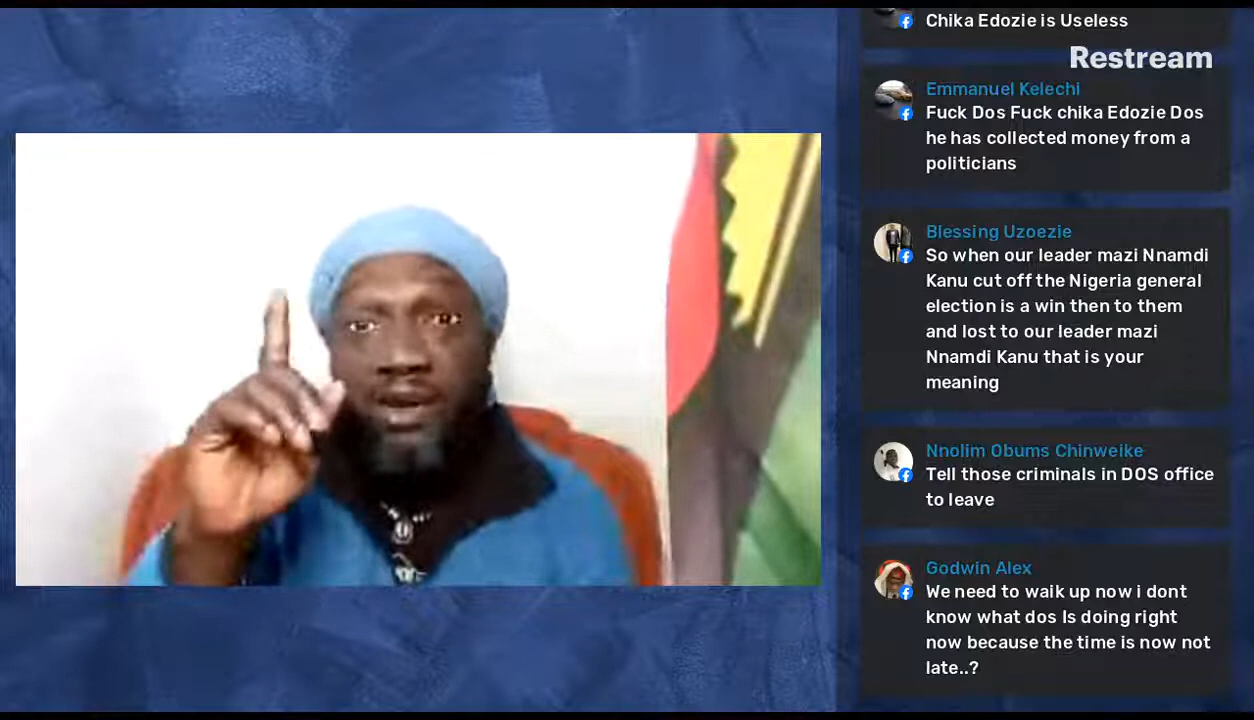 Chika Edozie is Useless
Restream
Emmanuel Kelechi
Fuck Dos Fuck chika Edozie Dos
he has collected money from a
politicians
Blessing Uzoezie
So when our leader mazi Nnamdi
Kanu cut off the Nigeria general
election is a win then to them
and lost to our leader mazi
Nnamdi Kanu that is your
meaning
Nnolim Obums Chinweike
Tell those criminals in DOS office
to leave
Godwin Alex
We need to waik up now i dont
know what dos Is doing right
now because the time is now not
late..?